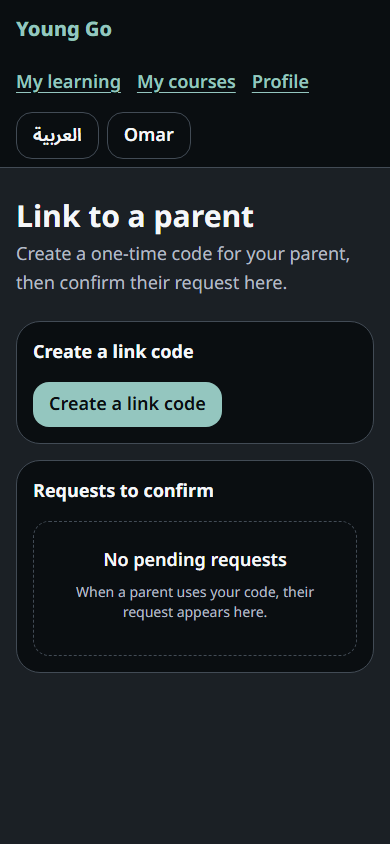 Young Go
My learning My courses Profile
العربية Omar
Link to a parent
Create a one-time code for your parent,
then confirm their request here.
Create a link code
Create a link code
Requests to confirm
No pending requests
When a parent uses your code, their
request appears here.